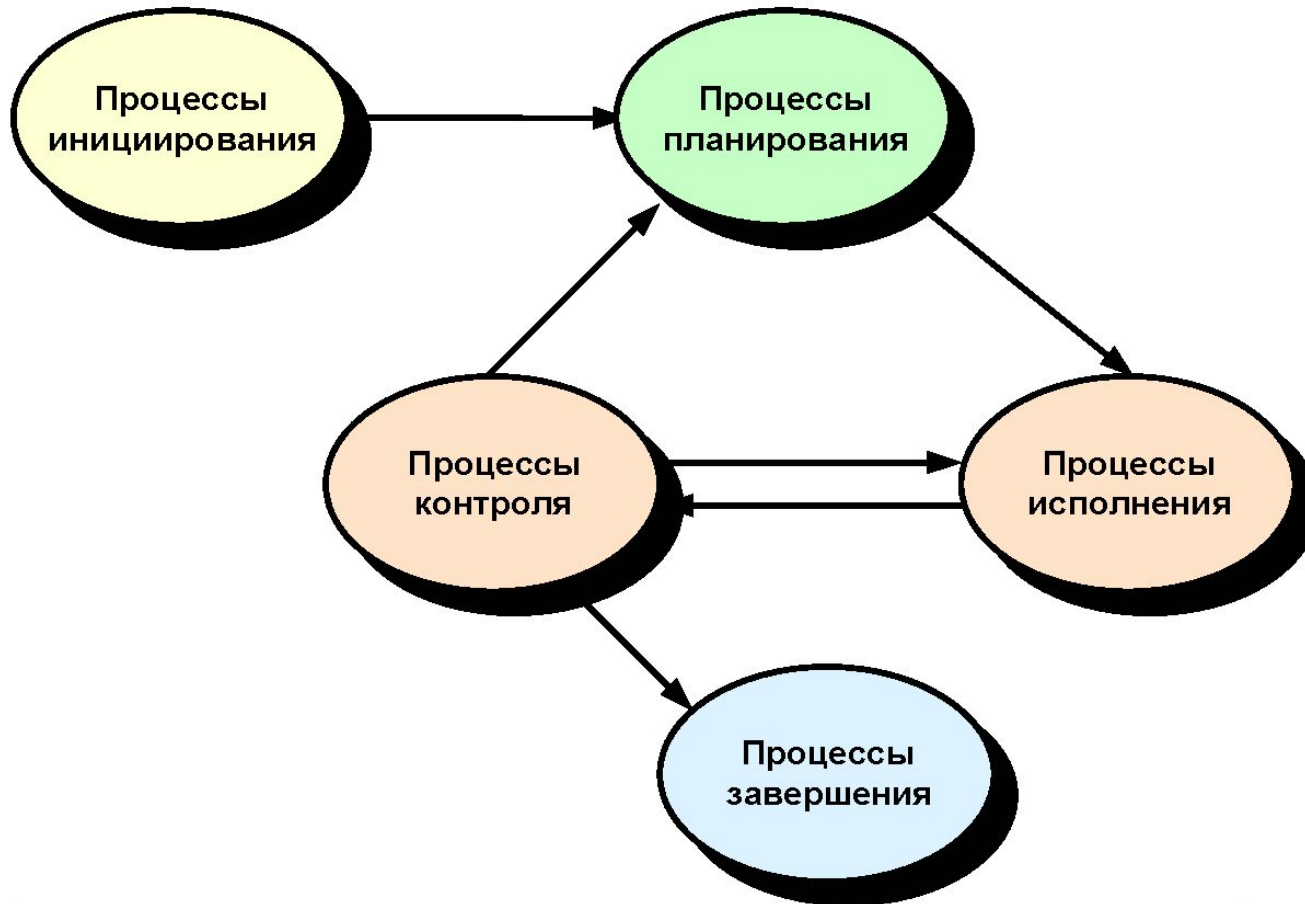 Процессы
инициирования
Процессы
планирования
Процессы
контроля
Процессы
исполнения
Процессы
завершения